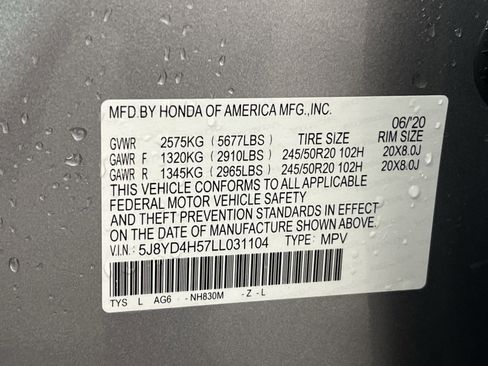 MFD.BY HONDA OF AMERICA MFG.,INC.
06/'20
GVWR 2575KG (5677LBS) TIRE SIZE RIM SIZE
GAWR F 1320KG (2910LBS) 245/50R20 102H 20X8.0J
GAWR R 1345KG (2965LBS) 245/50R20 102H 20X8.0J
THIS VEHICLE CONFORMS TO ALL APPLICABLE
FEDERAL MOTOR VEHICLE SAFETY
AND THEFT PREVENTION STANDARDS IN EFFECT
ON THE DATE OF MANUFACTURE SHOWN ABOVE.
V.I.N: 5J8YD4H57LL031104 TYPE: MPV
TYS L AG6 -NH830M -Z -L